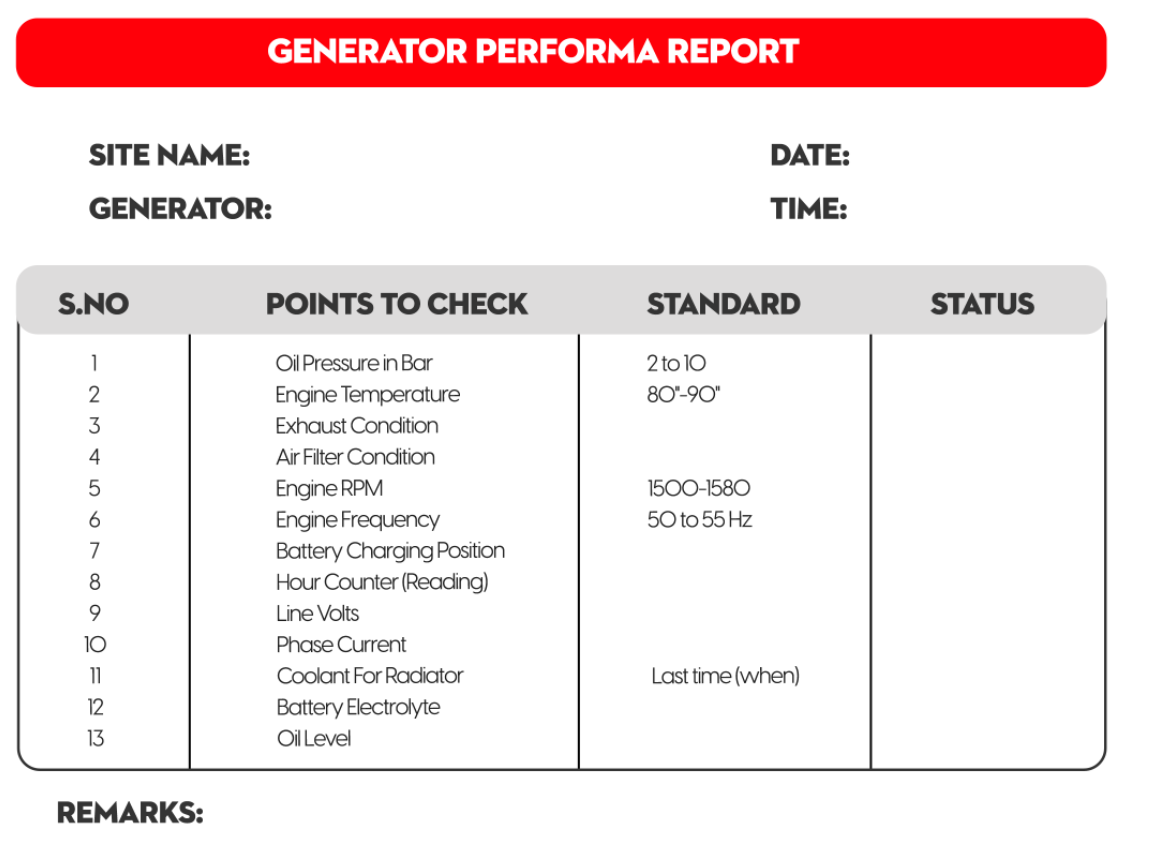 GENERATOR PERFORMA REPORT
SITE NAME: DATE:
GENERATOR: TIME:
S.NO POINTS TO CHECK STANDARD STATUS
1 Oil Pressure in Bar 2 to 10
2 Engine Temperature 80"-90"
3 Exhaust Condition
4 Air Filter Condition
5 Engine RPM 1500-1580
6 Engine Frequency 50 to 55 Hz
7 Battery Charging Position
8 Hour Counter (Reading)
9 Line Volts
10 Phase Current
11 Coolant For Radiator Last time (when)
12 Battery Electrolyte
13 Oil Level
REMARKS: